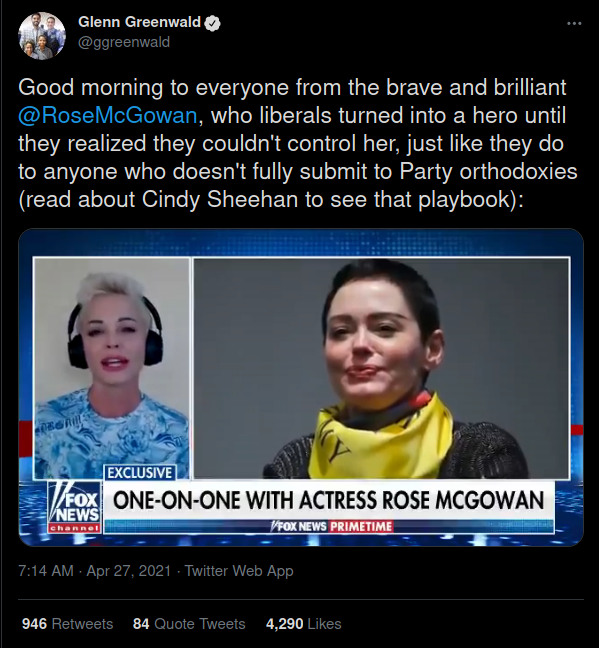 Glenn Greenwald
@ggreenwald
Good morning to everyone from the brave and brilliant
@RoseMcGowan, who liberals turned into a hero until
they realized they couldn't control her, just like they do
to anyone who doesn't fully submit to Party orthodoxies
(read about Cindy Sheehan to see that playbook):
EXCLUSIVE
FOX
NEWS
channel
ONE-ON-ONE WITH ACTRESS ROSE MCGOWAN
FOX NEWS PRIMETIME
7:14 AM · Apr 27, 2021 · Twitter Web App
946 Retweets 84 Quote Tweets 4,290 Likes